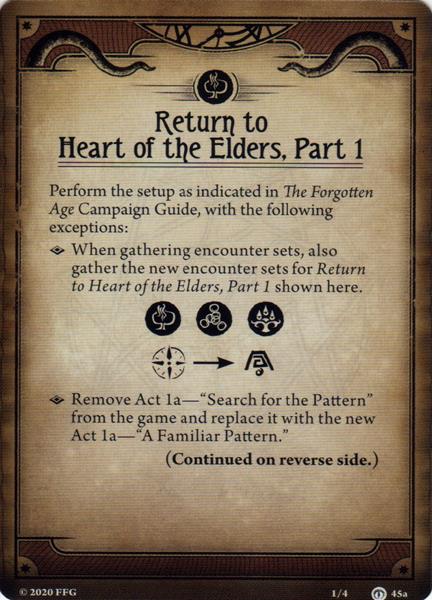 Return to
Heart of the Elders, Part 1
Perform the setup as indicated in The Forgotten
Age Campaign Guide, with the following
exceptions:
When gathering encounter sets, also
gather the new encounter sets for Return
to Heart of the Elders, Part 1 shown here.
Remove Act 1a—“Search for the Pattern”
from the game and replace it with the new
Act 1a—“A Familiar Pattern.”
(Continued on reverse side.)
© 2020 FFG 1/4 45a